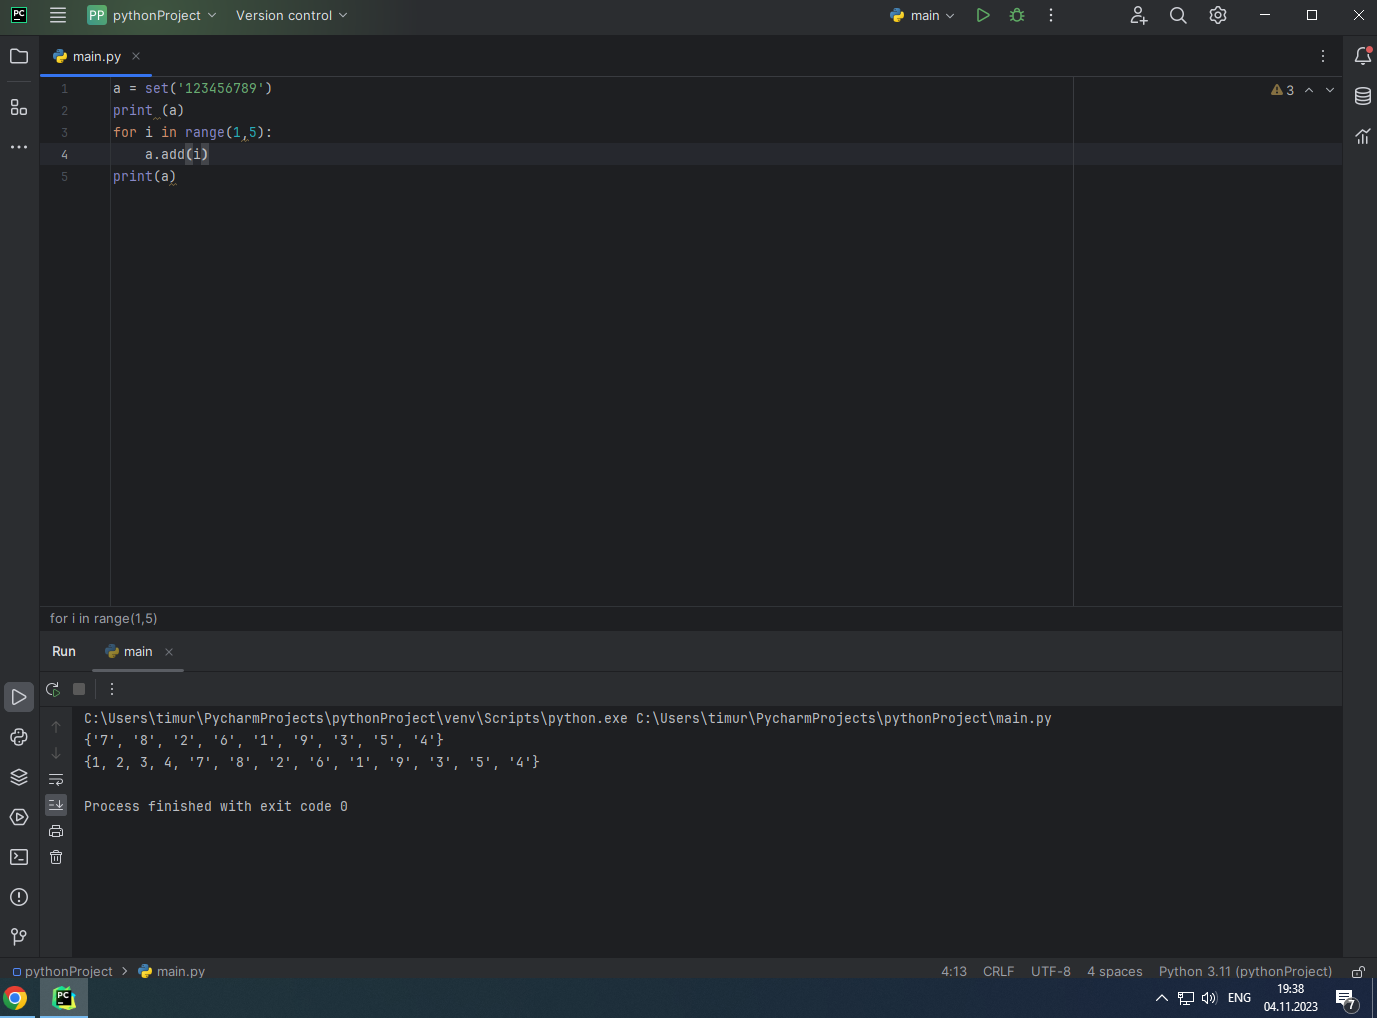 PC PP pythonProject Version control main
main.py
1 a = set('123456789') 3
2 print (a)
3 for i in range(1,5):
4 a.add(i)
5 print(a)
for i in range(1,5)
Run main
C:\Users\timur\PycharmProjects\pythonProject\venv\Scripts\python.exe C:\Users\timur\PycharmProjects\pythonProject\main.py
{'7', '8', '2', '6', '1', '9', '3', '5', '4'}
{1, 2, 3, 4, '7', '8', '2', '6', '1', '9', '3', '5', '4'}
Process finished with exit code 0
pythonProject main.py 4:13 CRLF UTF-8 4 spaces Python 3.11 (pythonProject)
PC ENG 19:38 7
04.11.2023